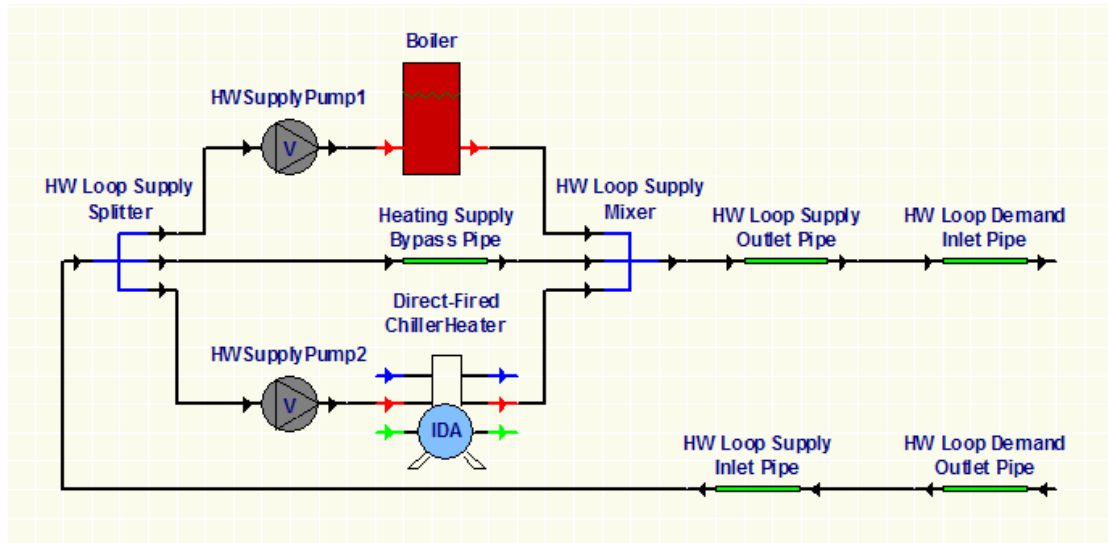 Boiler
HWSupplyPump1
V
HW Loop Supply
Splitter
Heating Supply
Bypass Pipe
HW Loop Supply
Mixer
HW Loop Supply
Outlet Pipe
HW Loop Demand
Inlet Pipe
Direct-Fired
ChillerHeater
HWSupplyPump2
V
IDA
HW Loop Supply
Inlet Pipe
HW Loop Demand
Outlet Pipe